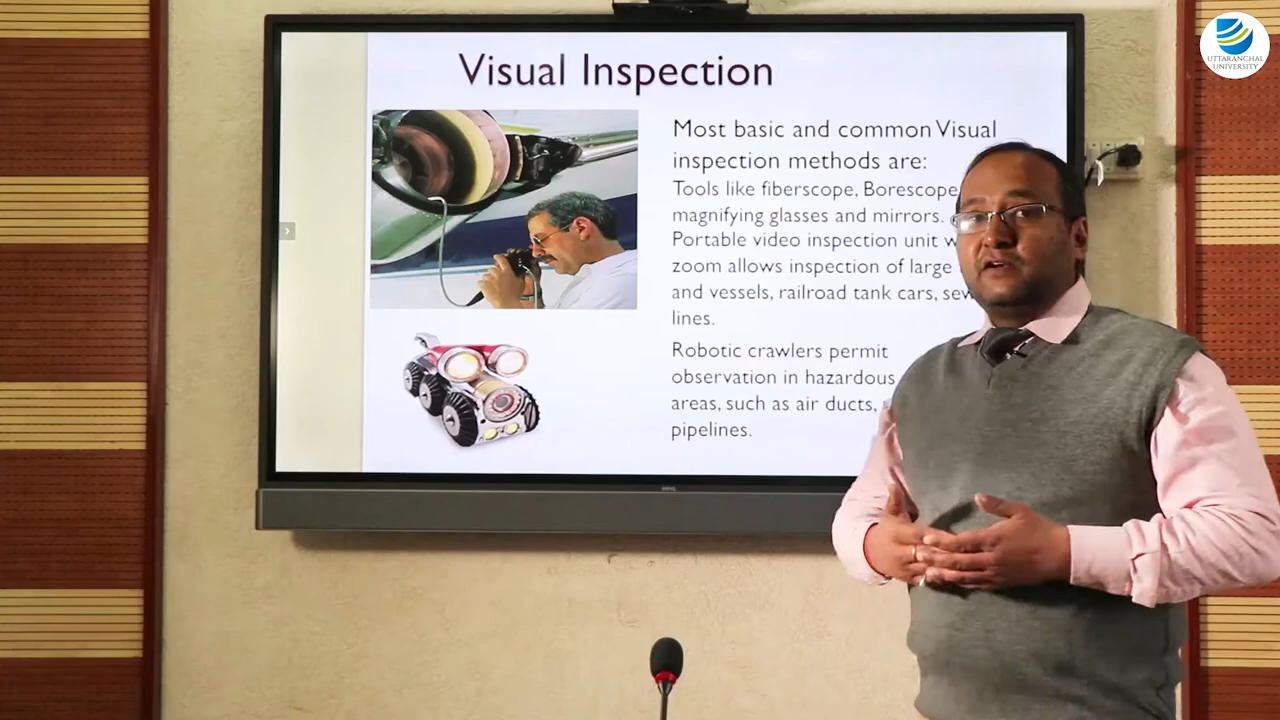 Visual Inspection
UTTARANCHAL
UNIVERSITY
Most basic and common Visual
inspection methods are:
Tools like fiberscope, Borescope
magnifying glasses and mirrors.
Portable video inspection unit
zoom allows inspection of large
and vessels, railroad tank cars,
lines.
Robotic crawlers permit
observation in hazardous
areas, such as air ducts,
pipelines.
BENQ